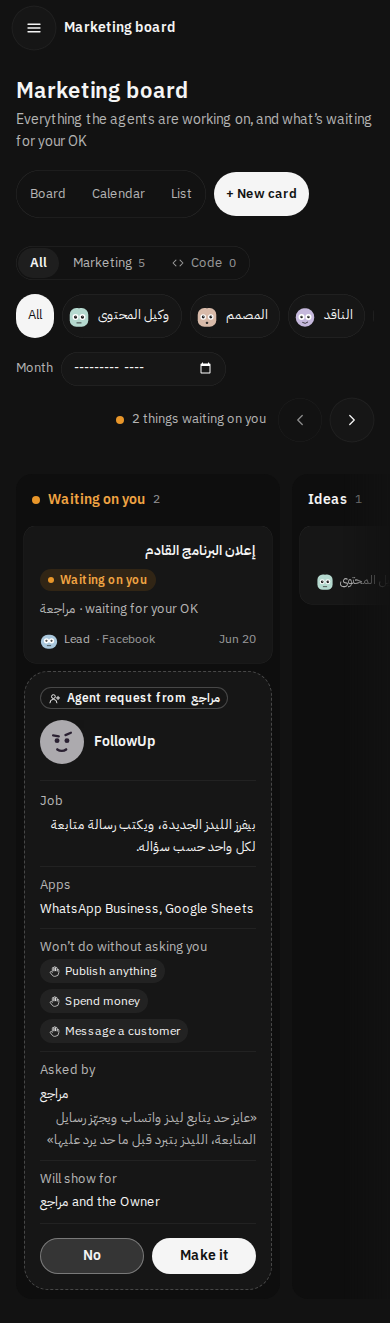 Marketing board
Marketing board
Everything the agents are working on, and what's waiting
for your OK
Board Calendar List + New card
All Marketing 5 Code 0
All وكيل المحتوى المصمم الناقد
Month --------- ----
2 things waiting on you
Waiting on you 2
إعلان البرنامج القادم
Waiting on you
مراجعة · waiting for your OK
Lead · Facebook Jun 20
Agent request from مراجع
FollowUp
Job
بيفرز الليدز الجديدة، ويكتب رسالة متابعة
لكل واحد حسب سؤاله.
Apps
WhatsApp Business, Google Sheets
Won't do without asking you
Publish anything
Spend money
Message a customer
Asked by
مراجع
«عايز حد يتابع ليدز واتساب ويجهّز رسايل
المتابعة، الليدز بتبرد قبل ما حد يرد عليها»
Will show for
مراجع and the Owner
No Make it
Ideas 1
المحتوى